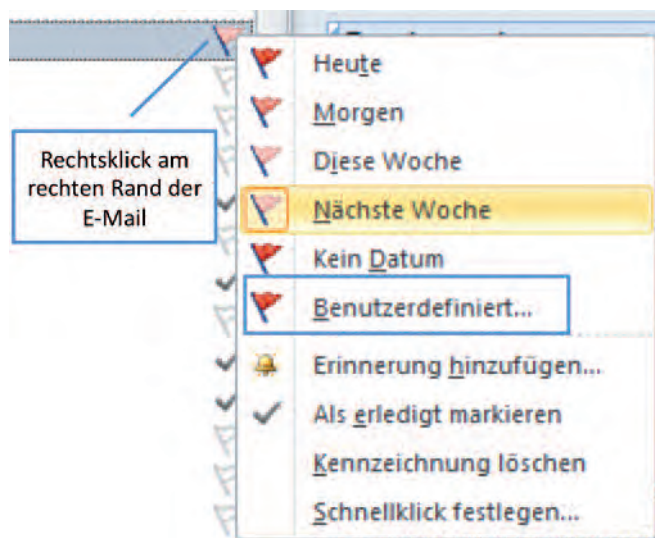 Heute
Morgen
Diese Woche
Rechtsklick am
rechten Rand der
E-Mail
Nächste Woche
Kein Datum
Benutzerdefiniert...
Erinnerung hinzufügen...
Als erledigt markieren
Kennzeichnung löschen
Schnellklick festlegen...